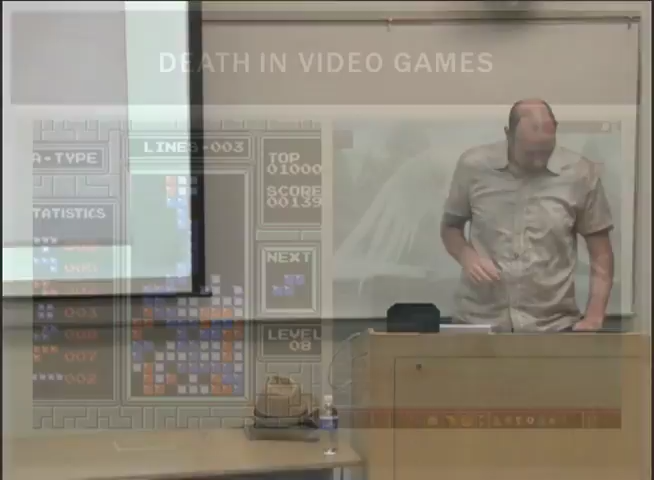 DEATH IN VIDEO GAMES
A-TYPE
LINES-003
TOP
01000
SCORE
00139
STATISTICS
NEXT
LEVEL
08
003
007
002